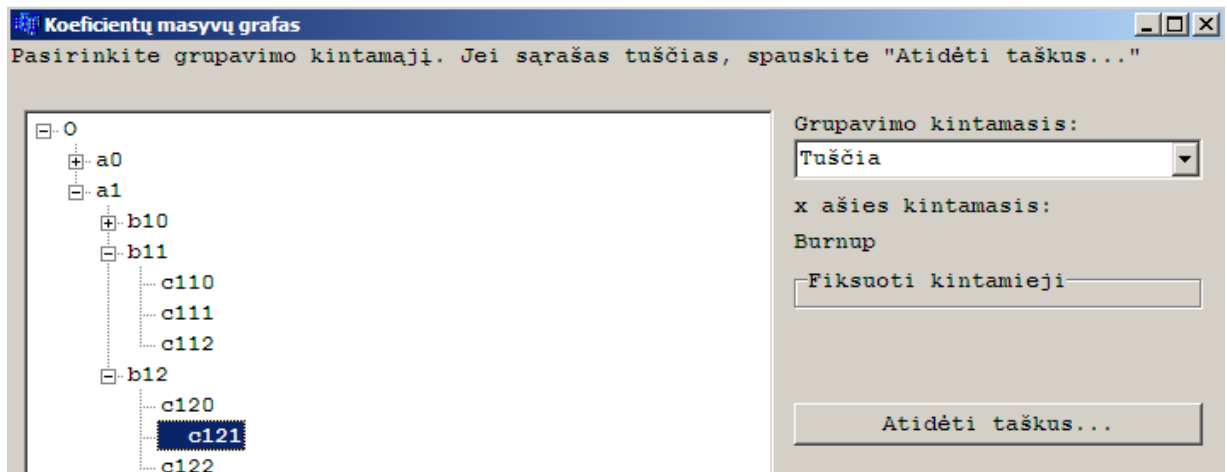 Koeficientų masyvų grafas
Pasirinkite grupavimo kintamąjį. Jei sąrašas tuščias, spauskite "Atidėti taškus..."
O
a0
a1
b10
b11
c110
c111
c112
b12
c120
c121
c122
Grupavimo kintamasis:
Tuščia
x ašies kintamasis:
Burnup
Fiksuoti kintamieji
Atidėti taškus...